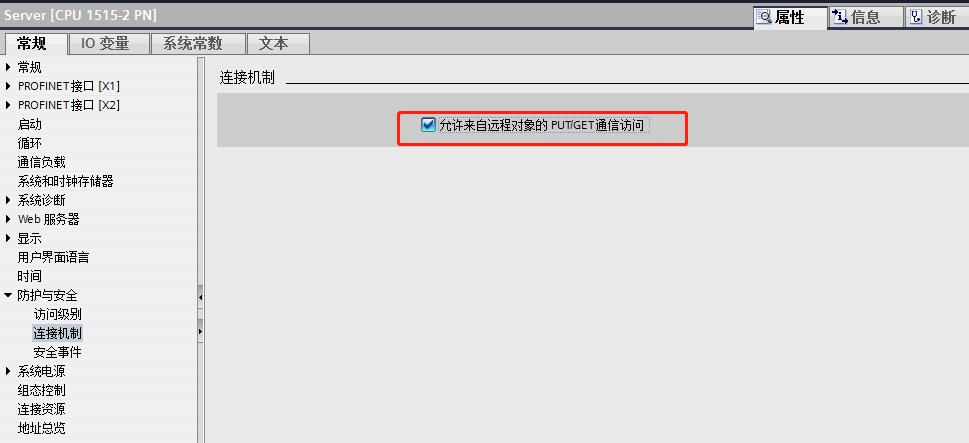 Server [CPU 1515-2 PN]
属性
信息
诊断
常规
IO 变量
系统常数
文本
常规
PROFINET 接口 [X1]
PROFINET 接口 [X2]
启动
循环
通信负载
系统和时钟存储器
系统诊断
Web 服务器
显示
用户界面语言
时间
防护与安全
访问级别
连接机制
安全事件
系统电源
组态控制
连接资源
地址总览
连接机制
允许来自远程对象的 PUT/GET 通信访问